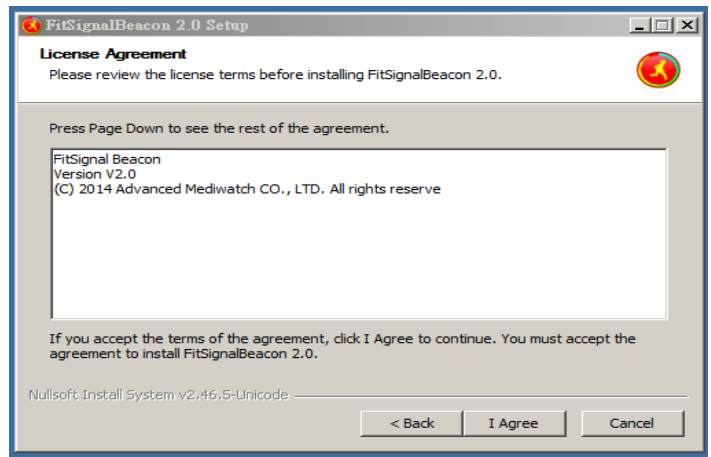 FitSignalBeacon 2.0 Setup
License Agreement
Please review the license terms before installing FitSignalBeacon 2.0.
Press Page Down to see the rest of the agreement.
FitSignal Beacon
Version V2.0
(C) 2014 Advanced Mediwatch CO., LTD. All rights reserve
If you accept the terms of the agreement, click I Agree to continue. You must accept the
agreement to install FitSignalBeacon 2.0.
Nullsoft Install System v2.46.5-Unicode
< Back I Agree Cancel